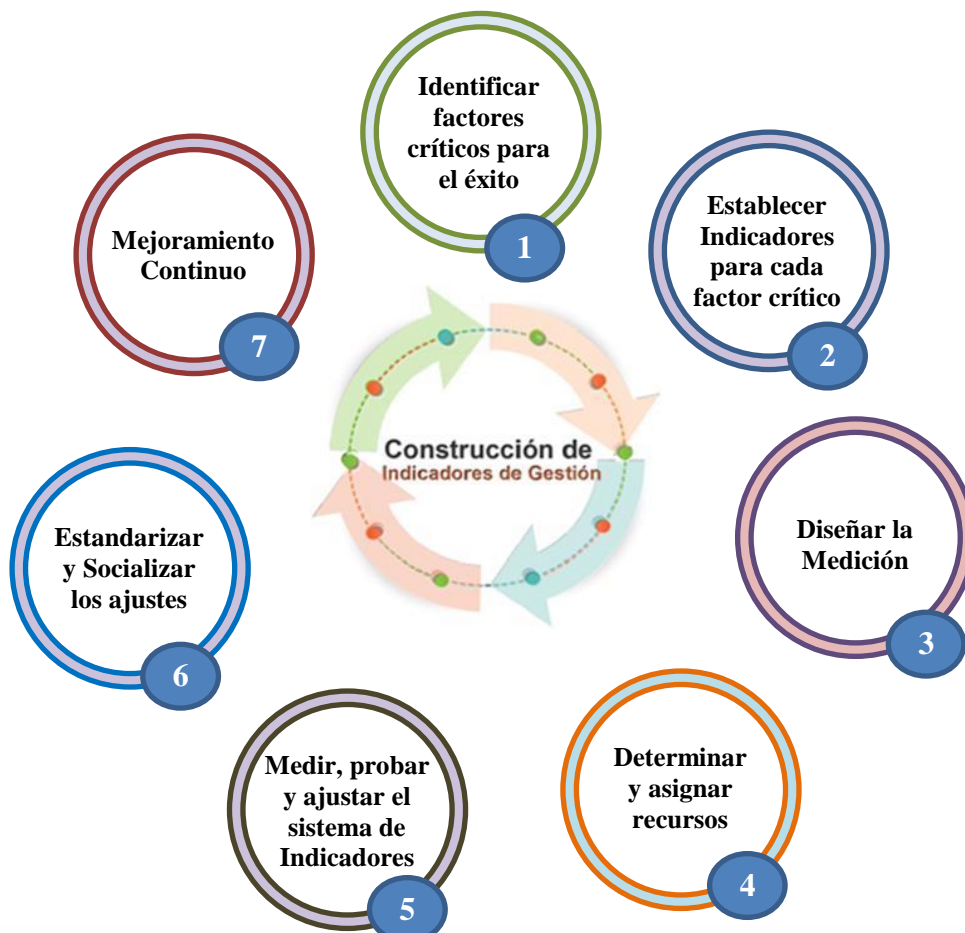 Identificar
factores
críticos para
el éxito
1
Establecer
Indicadores
para cada
factor crítico
2
Diseñar la
Medición
3
Determinar
y asignar
recursos
4
Medir, probar
y ajustar el
sistema de
Indicadores
5
Estandarizar
y Socializar
los ajustes
6
Mejoramiento
Continuo
7
Construcción de
Indicadores de Gestión